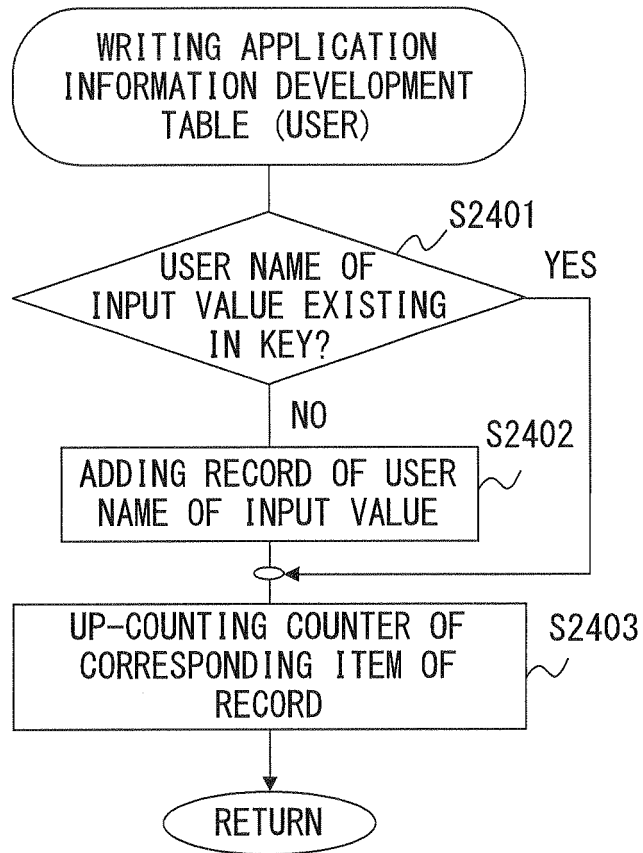 WRITING APPLICATION
INFORMATION DEVELOPMENT
TABLE (USER)
S2401
USER NAME OF
INPUT VALUE EXISTING
IN KEY?
YES
NO
S2402
ADDING RECORD OF USER
NAME OF INPUT VALUE
UP-COUNTING COUNTER OF
CORRESPONDING ITEM OF
RECORD
S2403
RETURN